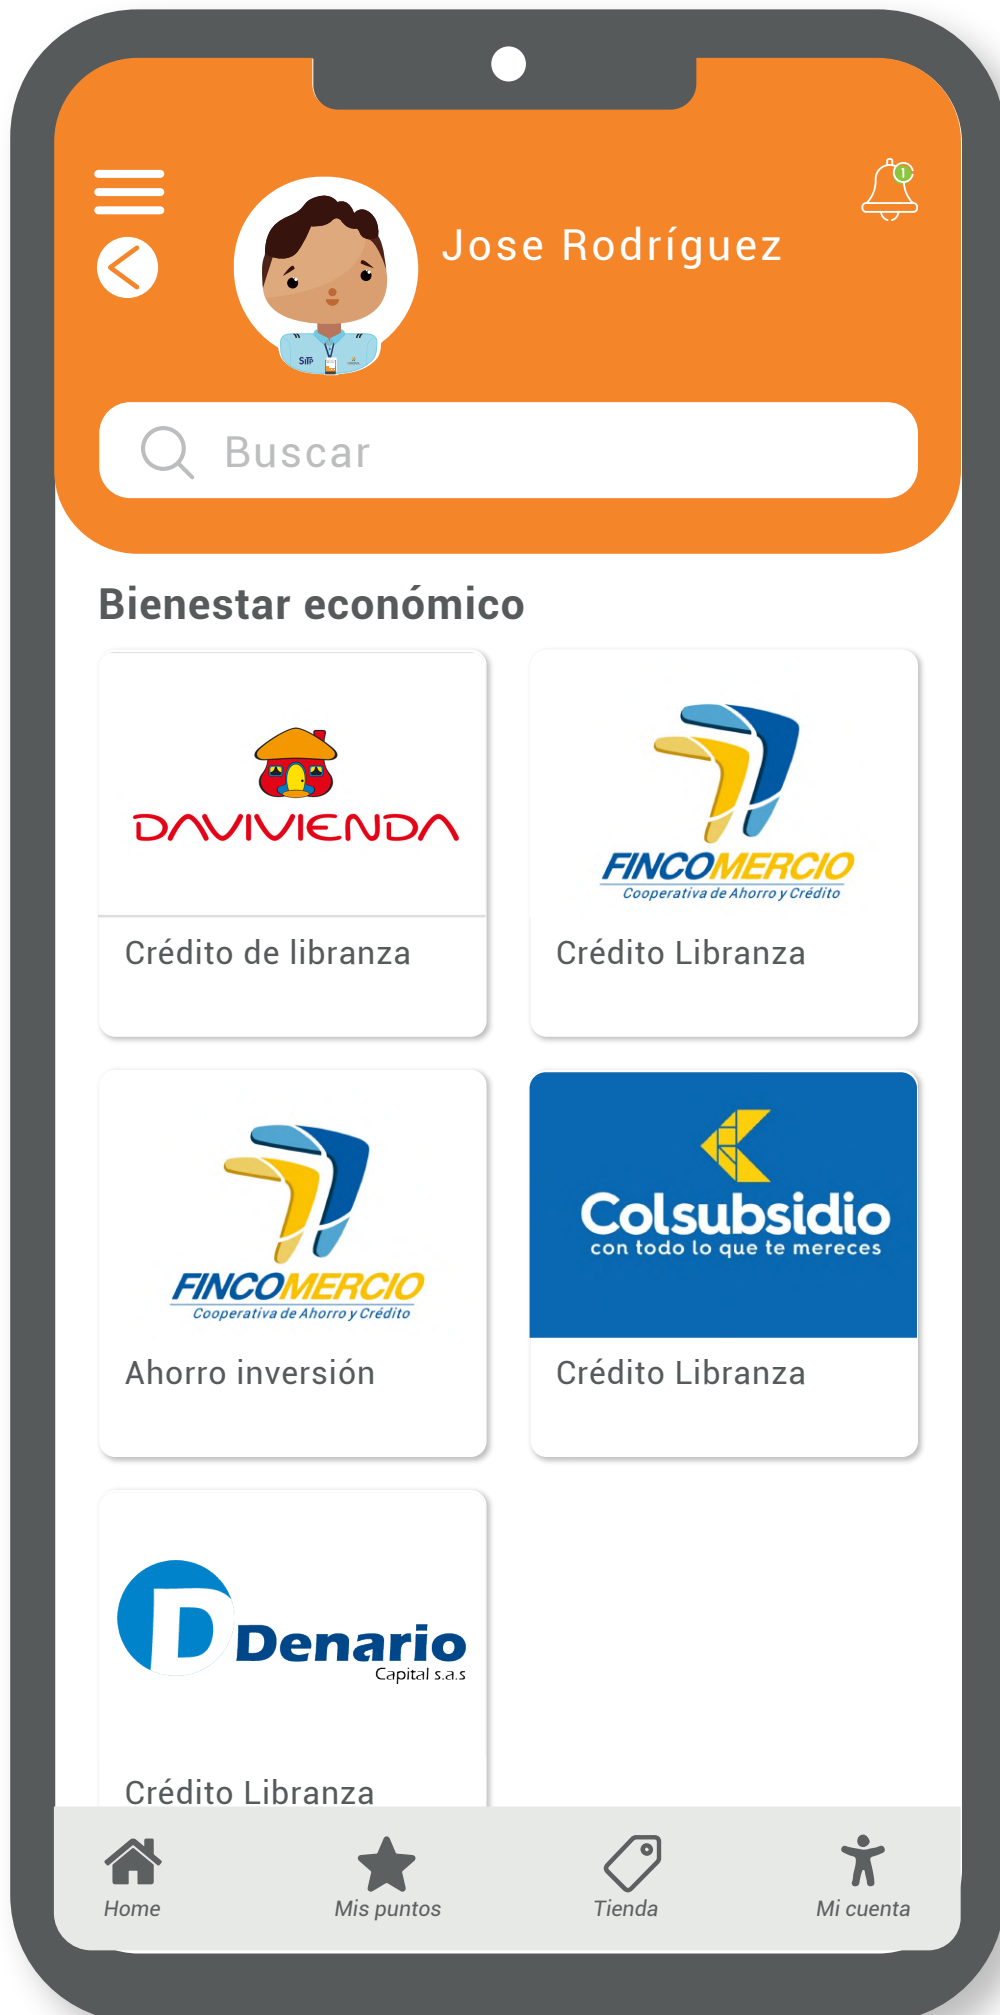 1
Jose Rodríguez
SiTP
Buscar
Bienestar económico
DAVIVIENDA
Crédito de libranza
FINCOMERCIO
Cooperativa de Ahorro y Crédito
Crédito Libranza
FINCOMERCIO
Cooperativa de Ahorro y Crédito
Ahorro inversión
Colsubsidio
con todo lo que te mereces
Crédito Libranza
D Denario
Capital s.a.s
Crédito Libranza
Home
Mis puntos
Tienda
Mi cuenta